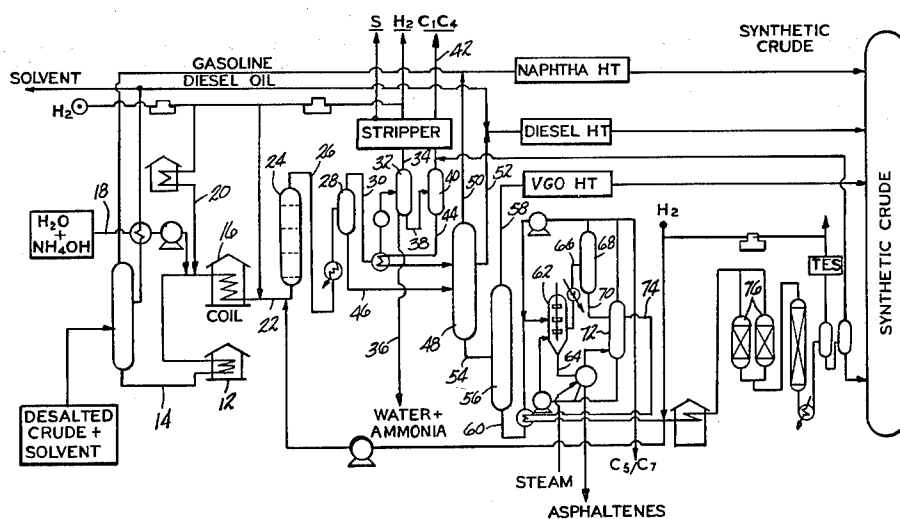 S H2 C1C4
42
SYNTHETIC
CRUDE
GASOLINE
DIESEL OIL
SOLVENT
NAPHTHA HT
H2
STRIPPER
DIESEL HT
24
26
28
30
32
34
40
50
52
VGO HT
18
20
58
H2
H2O
+
NH4OH
16
38
44
66
68
62
TES
COIL
22
46
70
74
76
72
48
64
36
54
14
12
56
DESALTED
CRUDE +
SOLVENT
WATER +
AMMONIA
60
C5/C7
STEAM
ASPHALTENES
SYNTHETIC CRUDE